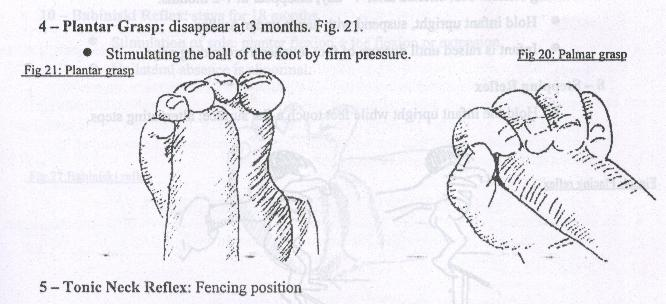 4 – Plantar Grasp: disappear at 3 months. Fig. 21.
● Stimulating the ball of the foot by firm pressure.
Fig 21: Plantar grasp
Fig 20: Palmar grasp
5 – Tonic Neck Reflex: Fencing position